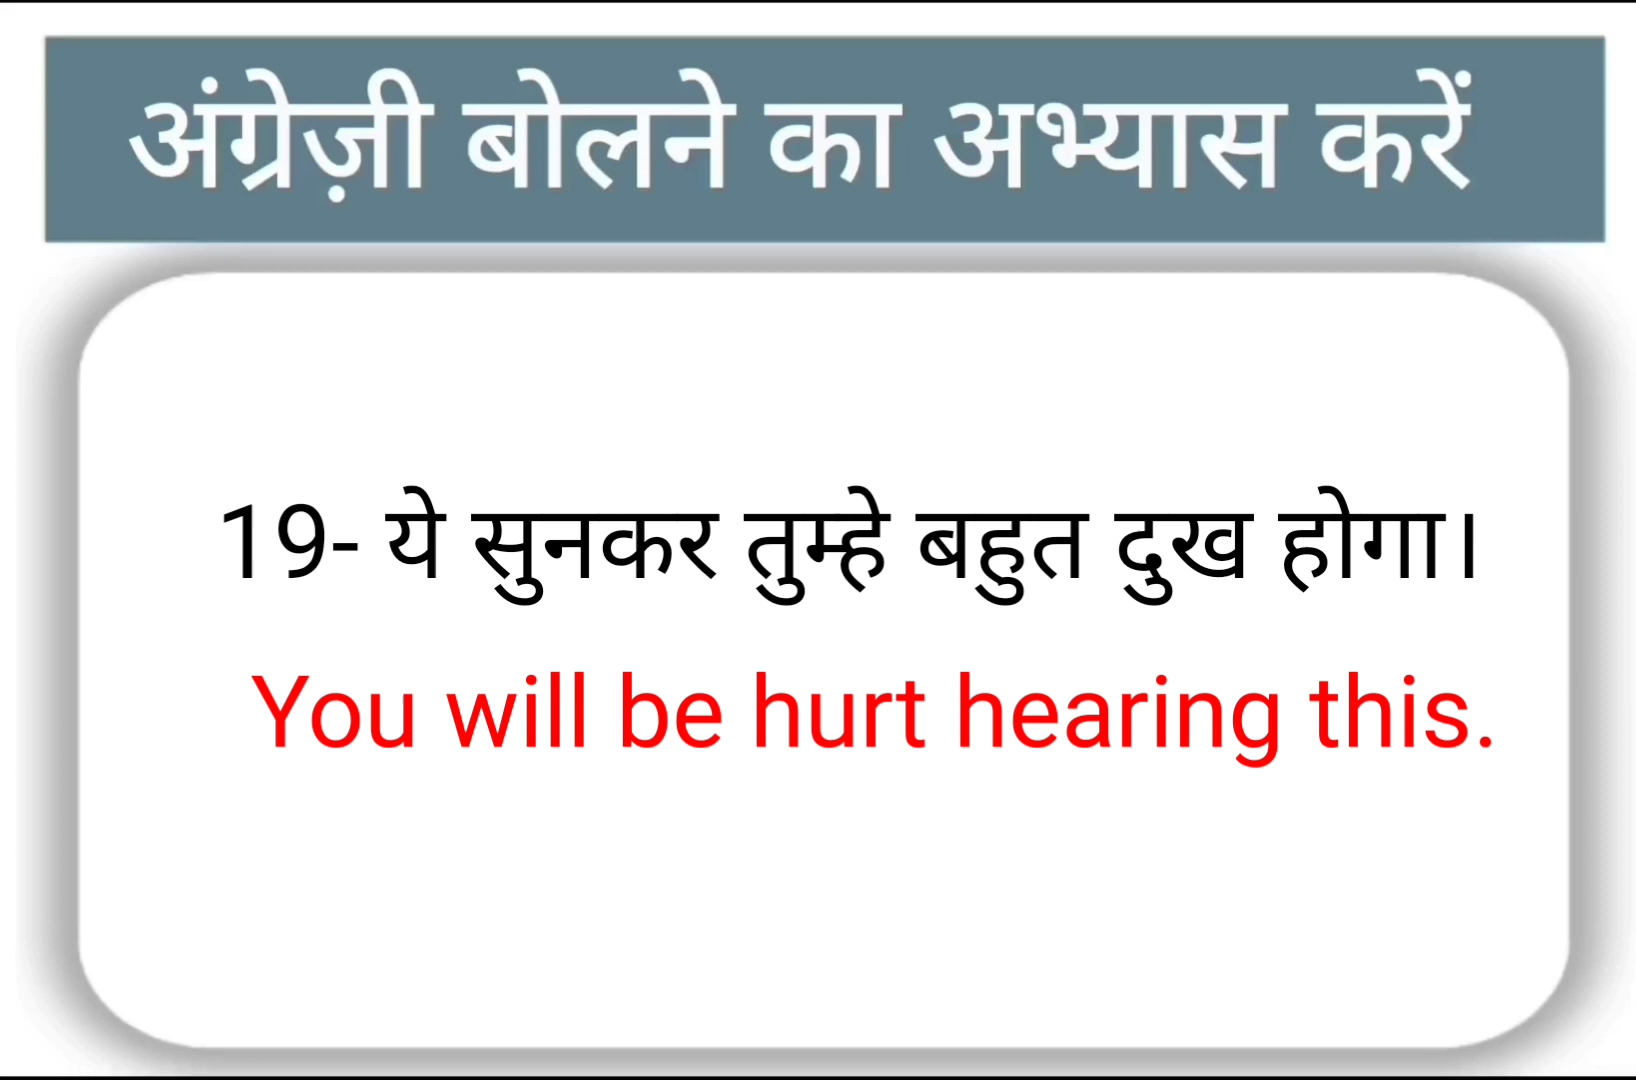 अंग्रेज़ी बोलने का अभ्यास करें
19- ये सुनकर तुम्हे बहुत दुख होगा।
You will be hurt hearing this.